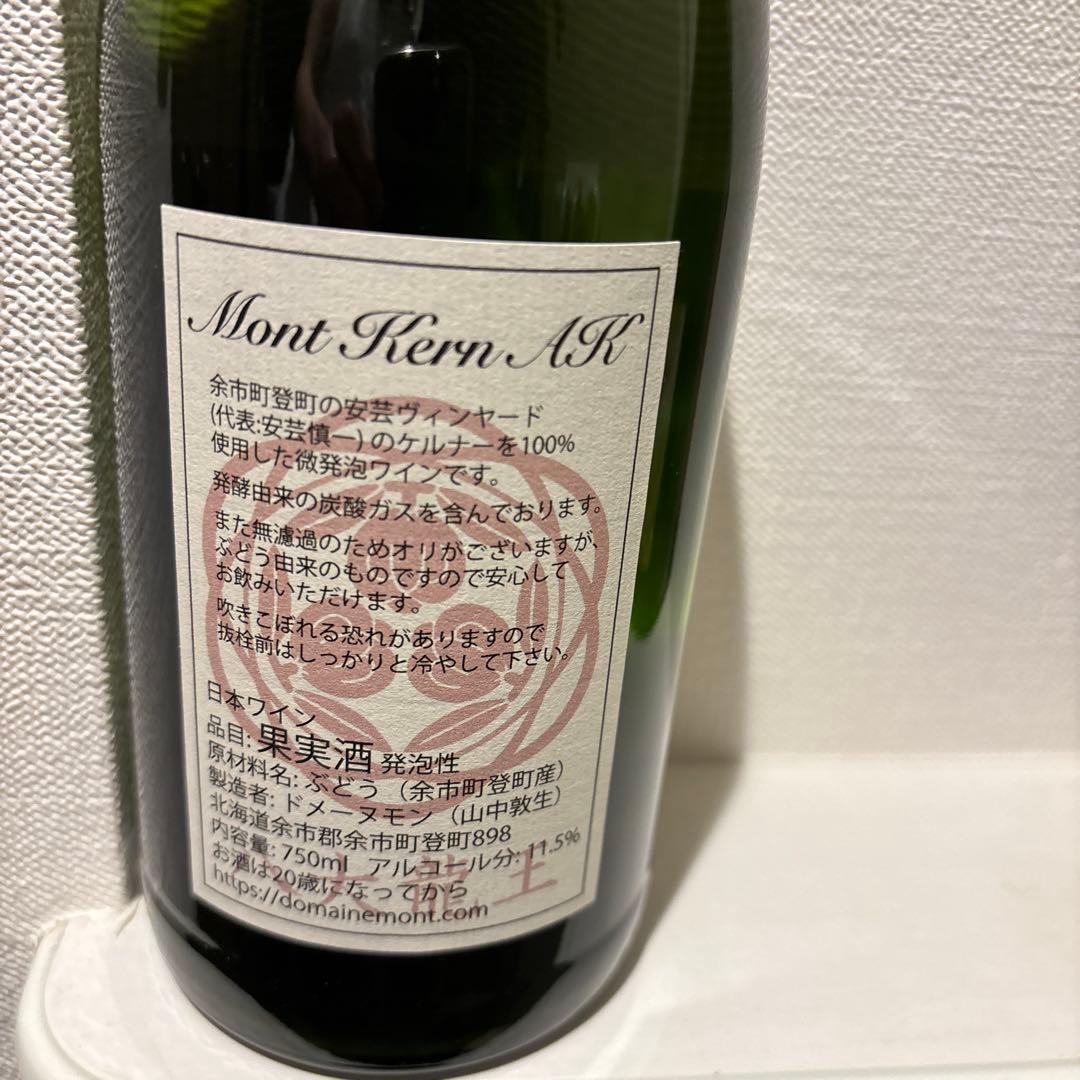 Mont Kern AK
余市町登町の安芸ヴィンヤード
(代表:安芸慎一) のケルナーを100%
使用した微発泡ワインです。
発酵由来の炭酸ガスを含んでおります。
また無濾過のためオリがございますが、
ぶどう由来のものですので安心して
お飲みいただけます。
吹きこぼれる恐れがありますので
抜栓前はしっかりと冷やして下さい。
日本ワイン
品目: 果実酒 発泡性
原材料名: ぶどう（余市町登町産）
製造者: ドメーヌモン（山中敦生）
北海道余市郡余市町登町898
内容量: 750ml アルコール分: 11.5%
お酒は20歳になってから
https://domainemont.com
大龍王